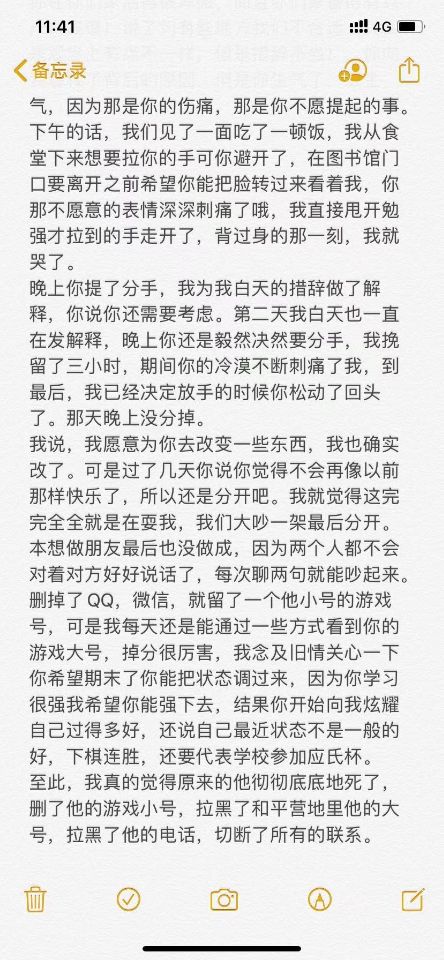 11:41
4G
备忘录
气，因为那是你的伤痛，那是你不愿提起的事。
下午的话，我们见了一面吃了一顿饭，我从食
堂下来想要拉你的手可你避开了，在图书馆门
口要离开之前希望你能把脸转过来看着我，你
那不愿意的表情深深刺痛了哦，我直接甩开勉
强才拉到的手走开了，背过身的那一刻，我就
哭了。
晚上你提了分手，我为我白天的措辞做了解
释，你说你还需要考虑。第二天我白天也一直
在发解释，晚上你还是毅然决然要分手，我挽
留了三小时，期间你的冷漠不断刺痛了我，到
最后，我已经决定放手的时候你松动了回头
了。那天晚上没分掉。
我说，我愿意为你去改变一些东西，我也确实
改了。可是过了几天你说你觉得不会再像以前
那样快乐了，所以还是分开吧。我就觉得这完
完全全就是在耍我，我们大吵一架最后分开。
本想做朋友最后也没做成，因为两个人都不会
对着对方好好说话了，每次聊两句就能吵起来。
删掉了QQ，微信，就留了一个他小号的游戏
号，可是我每天还是能通过一些方式看到你的
游戏大号，掉分很厉害，我念及旧情关心一下
你希望期末了你能把状态调过来，因为你学习
很强我希望你能强下去，结果你开始向我炫耀
自己过得多好，还说自己最近状态不是一般的
好，下棋连胜，还要代表学校参加应氏杯。
至此，我真的觉得原来的他彻彻底底地死了，
删了他的游戏小号，拉黑了和平营地里他的大
号，拉黑了他的电话，切断了所有的联系。